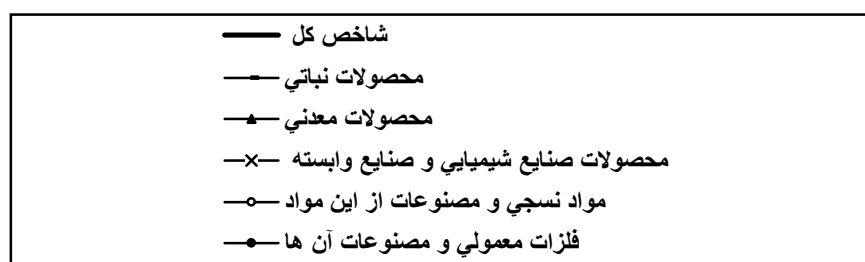 شاخص کل
محصولات نباتي
محصولات معدني
محصولات صنايع شيميايي و صنايع وابسته
مواد نسجي و مصنوعات از اين مواد
فلزات معمولي و مصنوعات آن ها